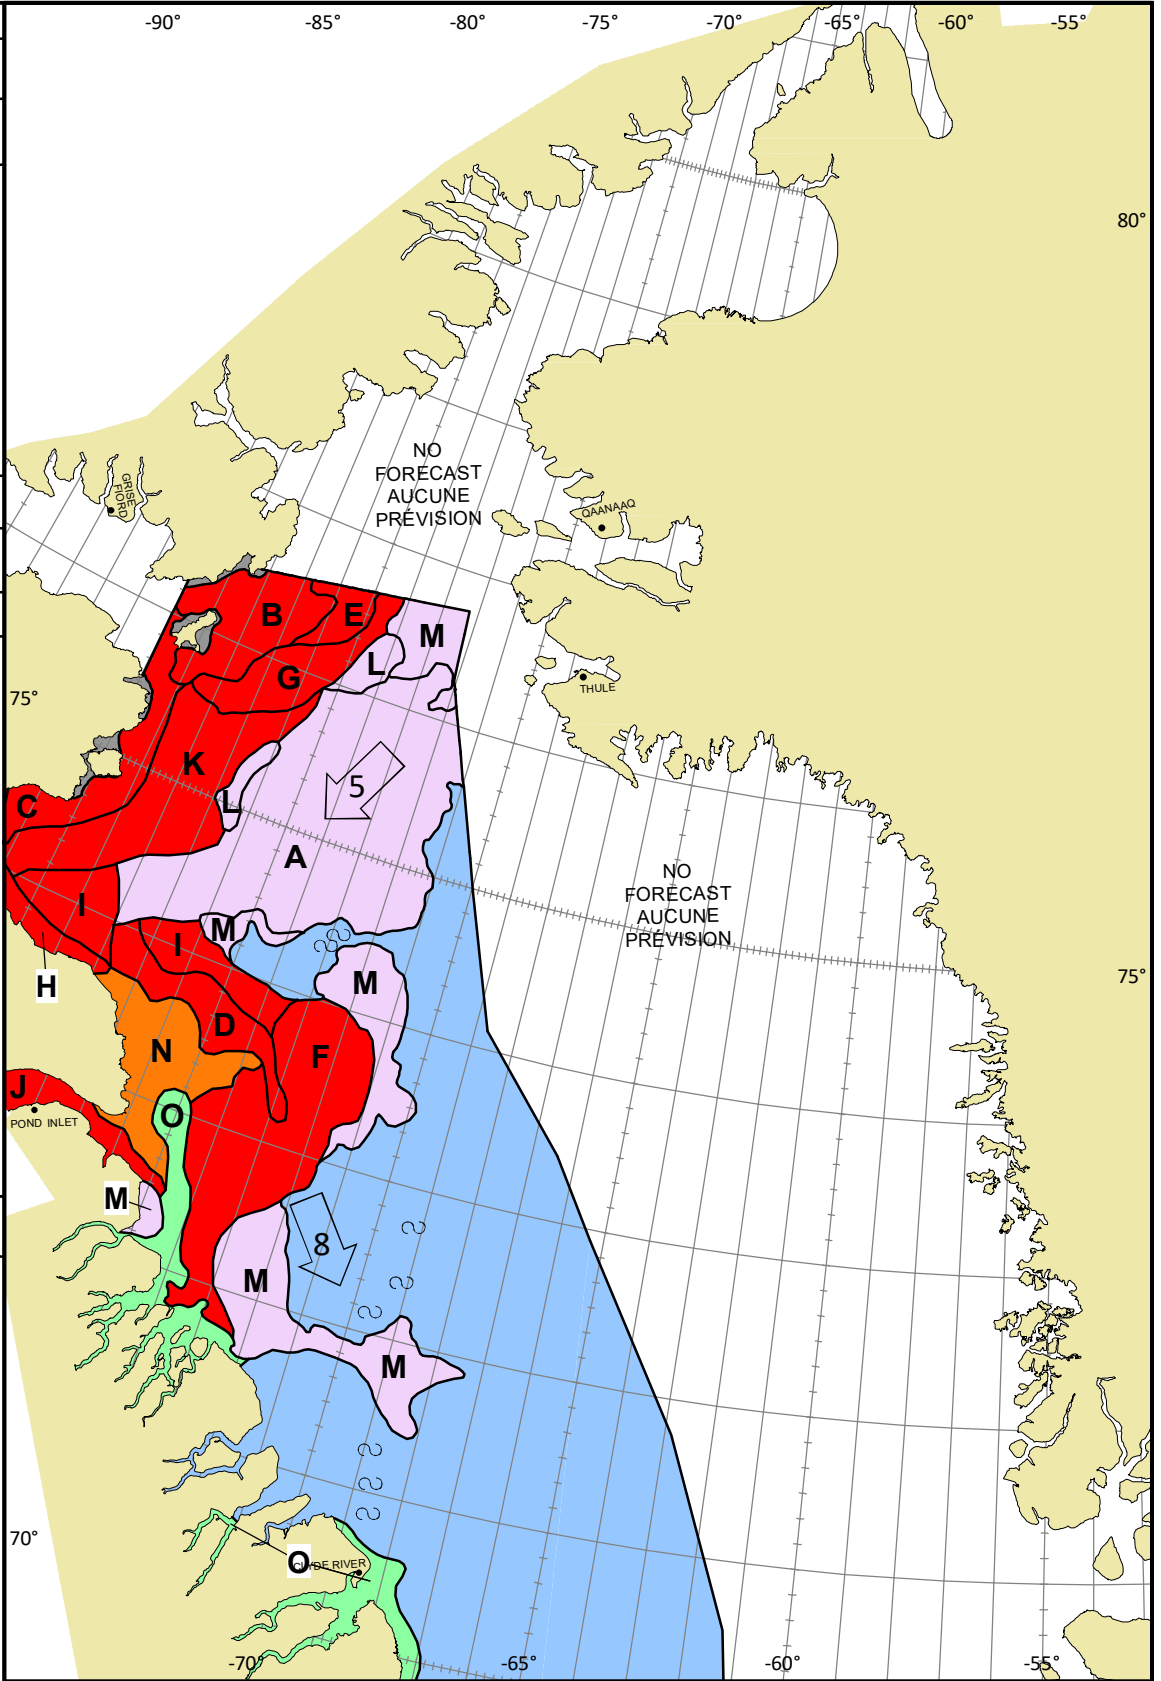 -90° -85° -80° -75° -70° -65° -60° -55°
80°
NO
FORECAST
AUCUNE
PRÉVISION
GRISE
FIORD
QAANAAQ
B
E
M
L
G
THULE
75°
K
5
L
C
A
NO
FORECAST
AUCUNE
PRÉVISION
I
M
I
M
75°
H
D
N
F
J
O
POND INLET
M
8
M
M
70°
O
CLYDE RIVER
-70° -65° -60° -55°